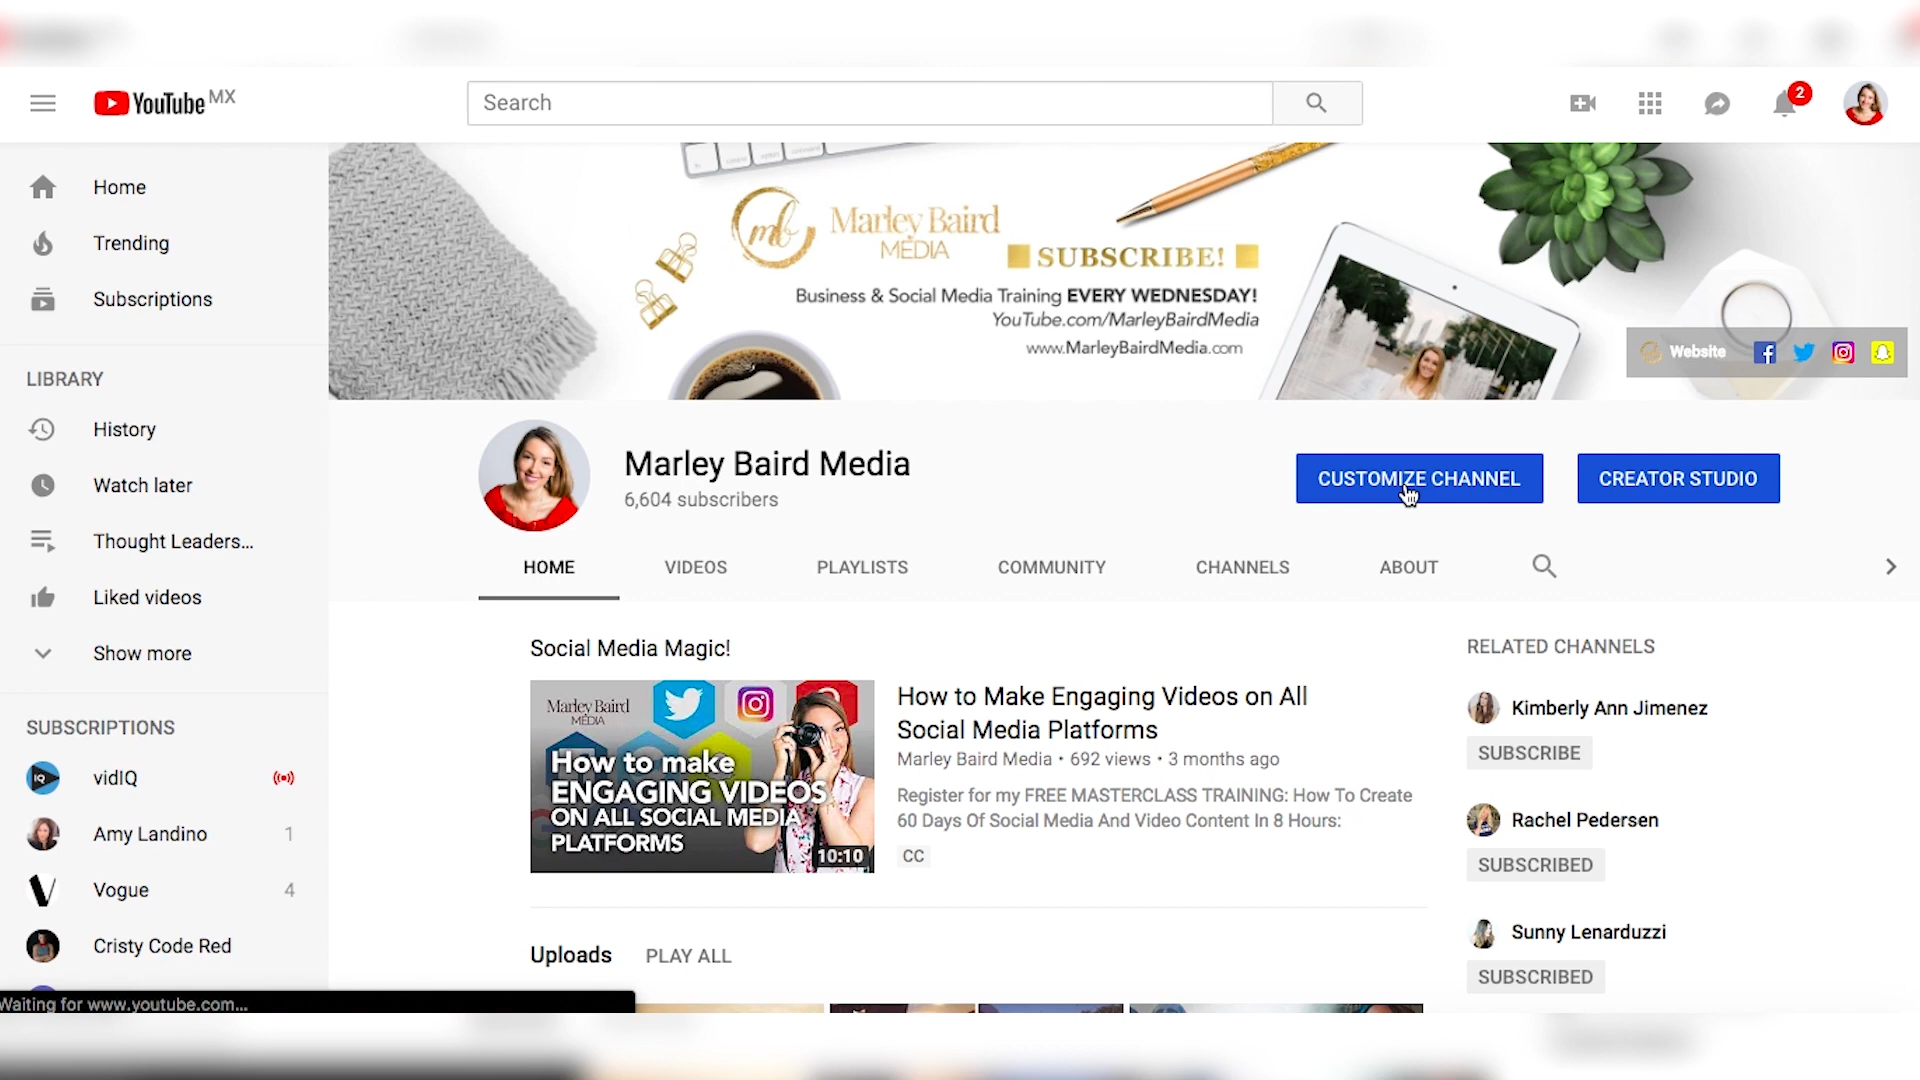 YouTube MX
Search
2
Home
Trending
Subscriptions
LIBRARY
History
Watch later
Thought Leaders...
Liked videos
Show more
SUBSCRIPTIONS
vidIQ
Amy Landino 1
Vogue 4
Cristy Code Red
Waiting for www.youtube.com...
mb
Marley Baird
MEDIA
SUBSCRIBE!
Business & Social Media Training EVERY WEDNESDAY!
YouTube.com/MarleyBairdMedia
www.MarleyBairdMedia.com
Website
Marley Baird Media
6,604 subscribers
CUSTOMIZE CHANNEL
CREATOR STUDIO
HOME VIDEOS PLAYLISTS COMMUNITY CHANNELS ABOUT
Social Media Magic!
Marley Baird
MEDIA
How to make
ENGAGING VIDEOS
ON ALL SOCIAL MEDIA
PLATFORMS
10:10
How to Make Engaging Videos on All
Social Media Platforms
Marley Baird Media • 692 views • 3 months ago
Register for my FREE MASTERCLASS TRAINING: How To Create
60 Days Of Social Media And Video Content In 8 Hours:
CC
Uploads PLAY ALL
RELATED CHANNELS
Kimberly Ann Jimenez
SUBSCRIBE
Rachel Pedersen
SUBSCRIBED
Sunny Lenarduzzi
SUBSCRIBED